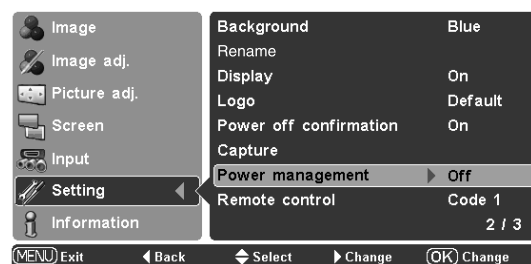 Image
Image adj.
Picture adj.
Screen
Input
Setting
Information
Background Blue
Rename
Display On
Logo Default
Power off confirmation On
Capture
Power management Off
Remote control Code 1
2 / 3
MENU Exit Back Select Change OK Change